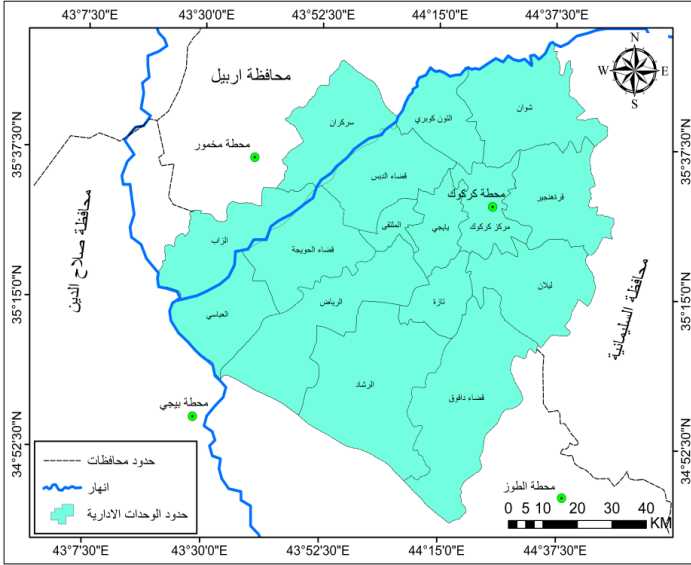 43°7'30"E 43°30'0"E 43°52'30"E 44°15'0"E 44°37'30"E
N
W E
S
محافظة اربيل
شوان
التون كوبري
سركران
35°37'30"N 35°37'30"N
محطة مخمور
قضاء الدبس
محطة كركوك
قرةهنجير
الملتقى
يايجي
مركز كركوك
الزاب
قضاء الحويجة
محافظة صلاح الدين
ليلان
35°15'0"N 35°15'0"N
العباسي
الرياض
تازة
محافظة السليمانية
الرشاد
قضاء داقوق
محطة بيجي
34°52'30"N 34°52'30"N
حدود محافظات
انهار
حدود الوحدات الادارية
محطة الطوز
0 5 10 20 30 40 KM
43°7'30"E 43°30'0"E 43°52'30"E 44°15'0"E 44°37'30"E